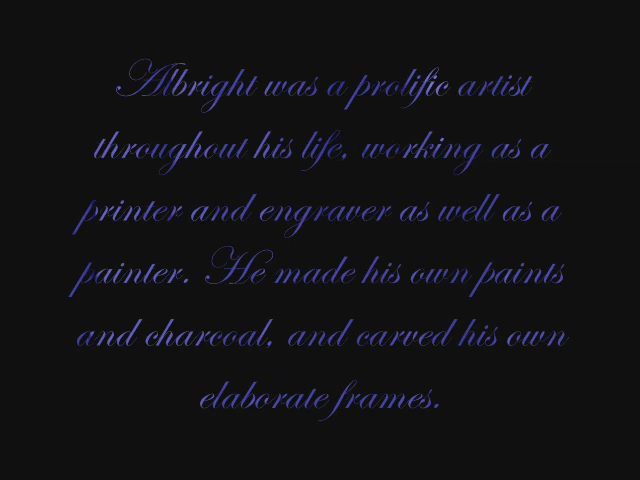 Albright was a prolific artist
throughout his life, working as a
printer and engraver as well as a
painter. He made his own paints
and charcoal, and carved his own
elaborate frames.